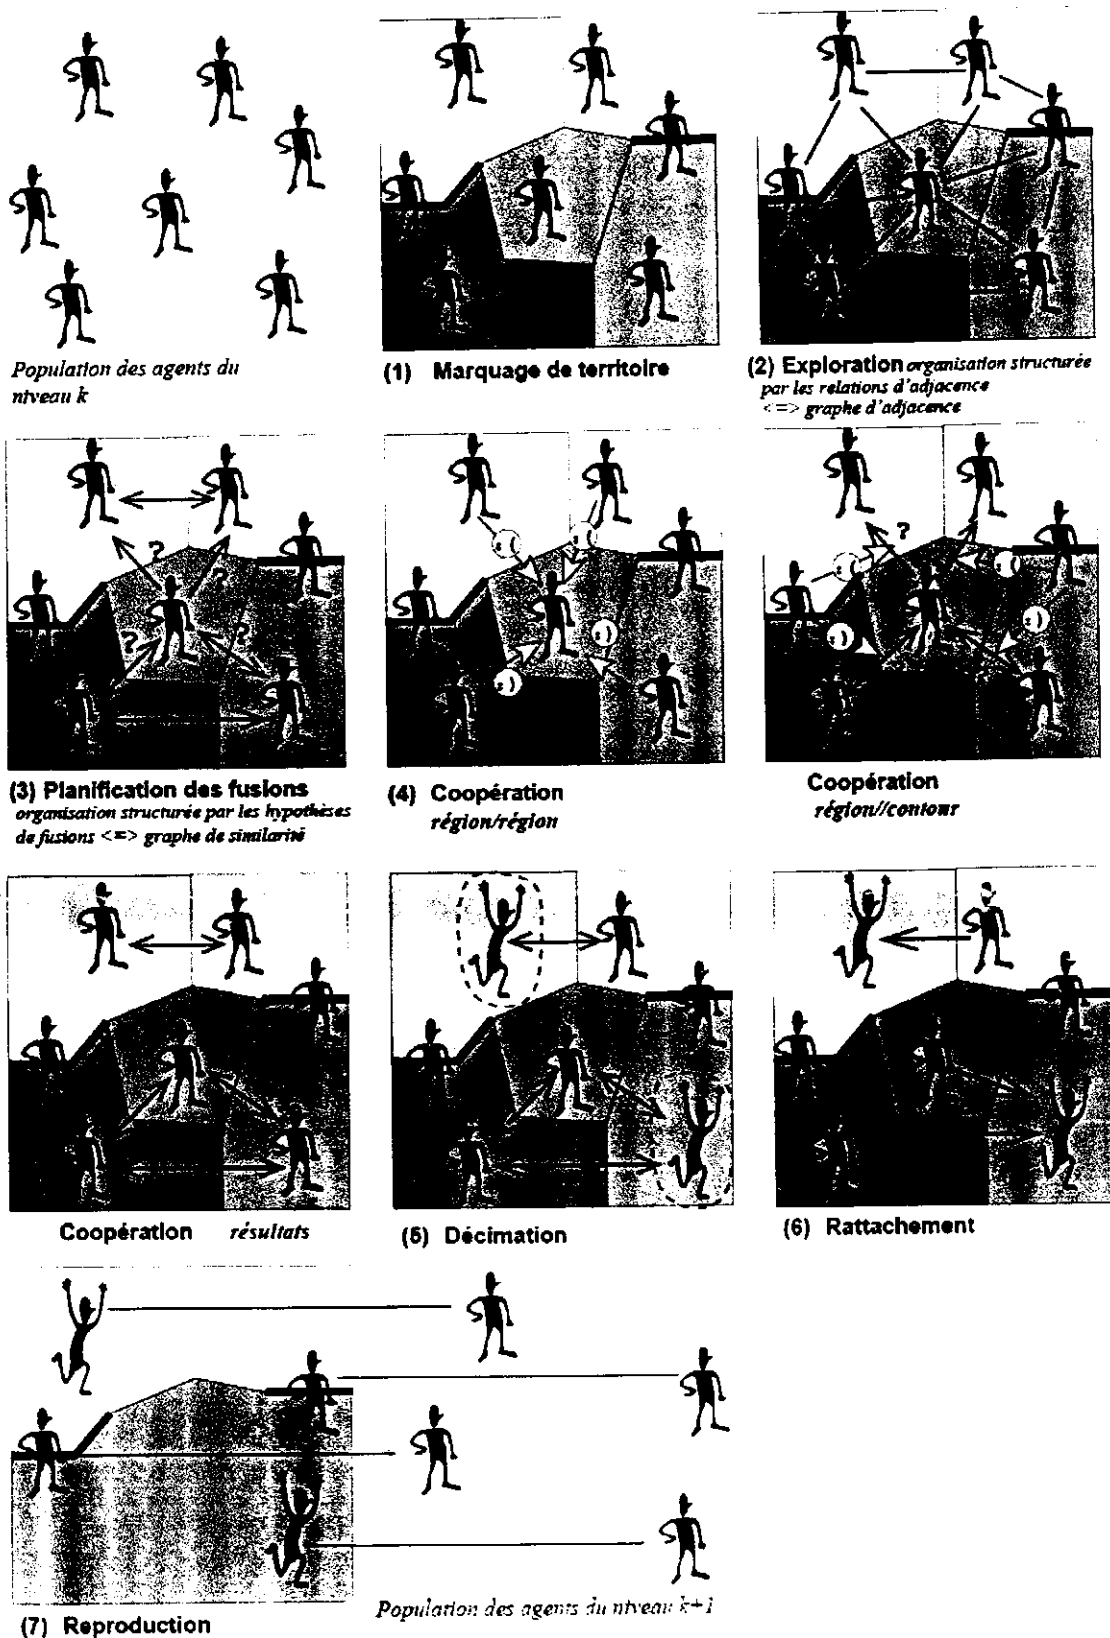 Population des agents du
niveau k
(1) Marquage de territoire
(2) Exploration organisation structurée
par les relations d'adjacence
<=> graphe d'adjacence
?
?
?
?
(3) Planification des fusions
organisation structurée par les hypothèses
de fusions <=> graphe de similarité
:(
:(
:)
(4) Coopération
région/région
?
:(
:(
:)
:)
Coopération
région//contour
Coopération résultats
(5) Décimation
(6) Rattachement
(7) Reproduction
Population des agents du niveau k+1